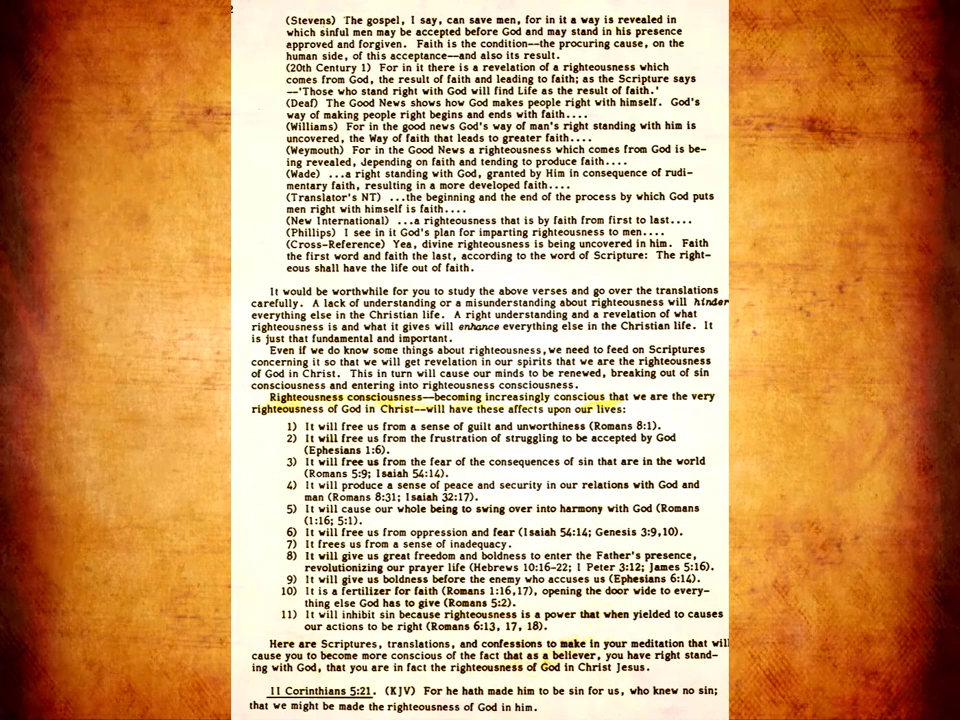 2
(Stevens) The gospel, I say, can save men, for in it a way is revealed in
which sinful men may be accepted before God and may stand in his presence
approved and forgiven. Faith is the condition--the procuring cause, on the
human side, of this acceptance--and also its result.
(20th Century 1) For in it there is a revelation of a righteousness which
comes from God, the result of faith and leading to faith; as the Scripture says
--'Those who stand right with God will find Life as the result of faith.'
(Deaf) The Good News shows how God makes people right with himself. God's
way of making people right begins and ends with faith....
(Williams) For in the good news God's way of man's right standing with him is
uncovered, the Way of faith that leads to greater faith....
(Weymouth) For in the Good News a righteousness which comes from God is be-
ing revealed, depending on faith and tending to produce faith....
(Wade) ...a right standing with God, granted by Him in consequence of rudi-
mentary faith, resulting in a more developed faith....
(Translator's NT) ...the beginning and the end of the process by which God puts
men right with himself is faith....
(New International) ...a righteousness that is by faith from first to last....
(Phillips) I see in it God's plan for imparting righteousness to men....
(Cross-Reference) Yea, divine righteousness is being uncovered in him. Faith
the first word and faith the last, according to the word of Scripture: The right-
eous shall have the life out of faith.
It would be worthwhile for you to study the above verses and go over the translations
carefully. A lack of understanding or a misunderstanding about righteousness will hinder
everything else in the Christian life. A right understanding and a revelation of what
righteousness is and what it gives will enhance everything else in the Christian life. It
is just that fundamental and important.
Even if we do know some things about righteousness, we need to feed on Scriptures
concerning it so that we will get revelation in our spirits that we are the righteousness
of God in Christ. This in turn will cause our minds to be renewed, breaking out of sin
consciousness and entering into righteousness consciousness.
Righteousness consciousness--becoming increasingly conscious that we are the very
righteousness of God in Christ--will have these affects upon our lives:
1) It will free us from a sense of guilt and unworthiness (Romans 8:1).
2) It will free us from the frustration of struggling to be accepted by God
(Ephesians 1:6).
3) It will free us from the fear of the consequences of sin that are in the world
(Romans 5:9; Isaiah 54:14).
4) It will produce a sense of peace and security in our relations with God and
man (Romans 8:31; Isaiah 32:17).
5) It will cause our whole being to swing over into harmony with God (Romans
(1:16; 5:1).
6) It will free us from oppression and fear (Isaiah 54:14; Genesis 3:9,10).
7) It frees us from a sense of inadequacy.
8) It will give us great freedom and boldness to enter the Father's presence,
revolutionizing our prayer life (Hebrews 10:16-22; I Peter 3:12; James 5:16).
9) It will give us boldness before the enemy who accuses us (Ephesians 6:14).
10) It is a fertilizer for faith (Romans 1:16,17), opening the door wide to every-
thing else God has to give (Romans 5:2).
11) It will inhibit sin because righteousness is a power that when yielded to causes
our actions to be right (Romans 6:13, 17, 18).
Here are Scriptures, translations, and confessions to make in your meditation that will
cause you to become more conscious of the fact that as a believer, you have right stand-
ing with God, that you are in fact the righteousness of God in Christ Jesus.
II Corinthians 5:21. (KJV) For he hath made him to be sin for us, who knew no sin;
that we might be made the righteousness of God in him.